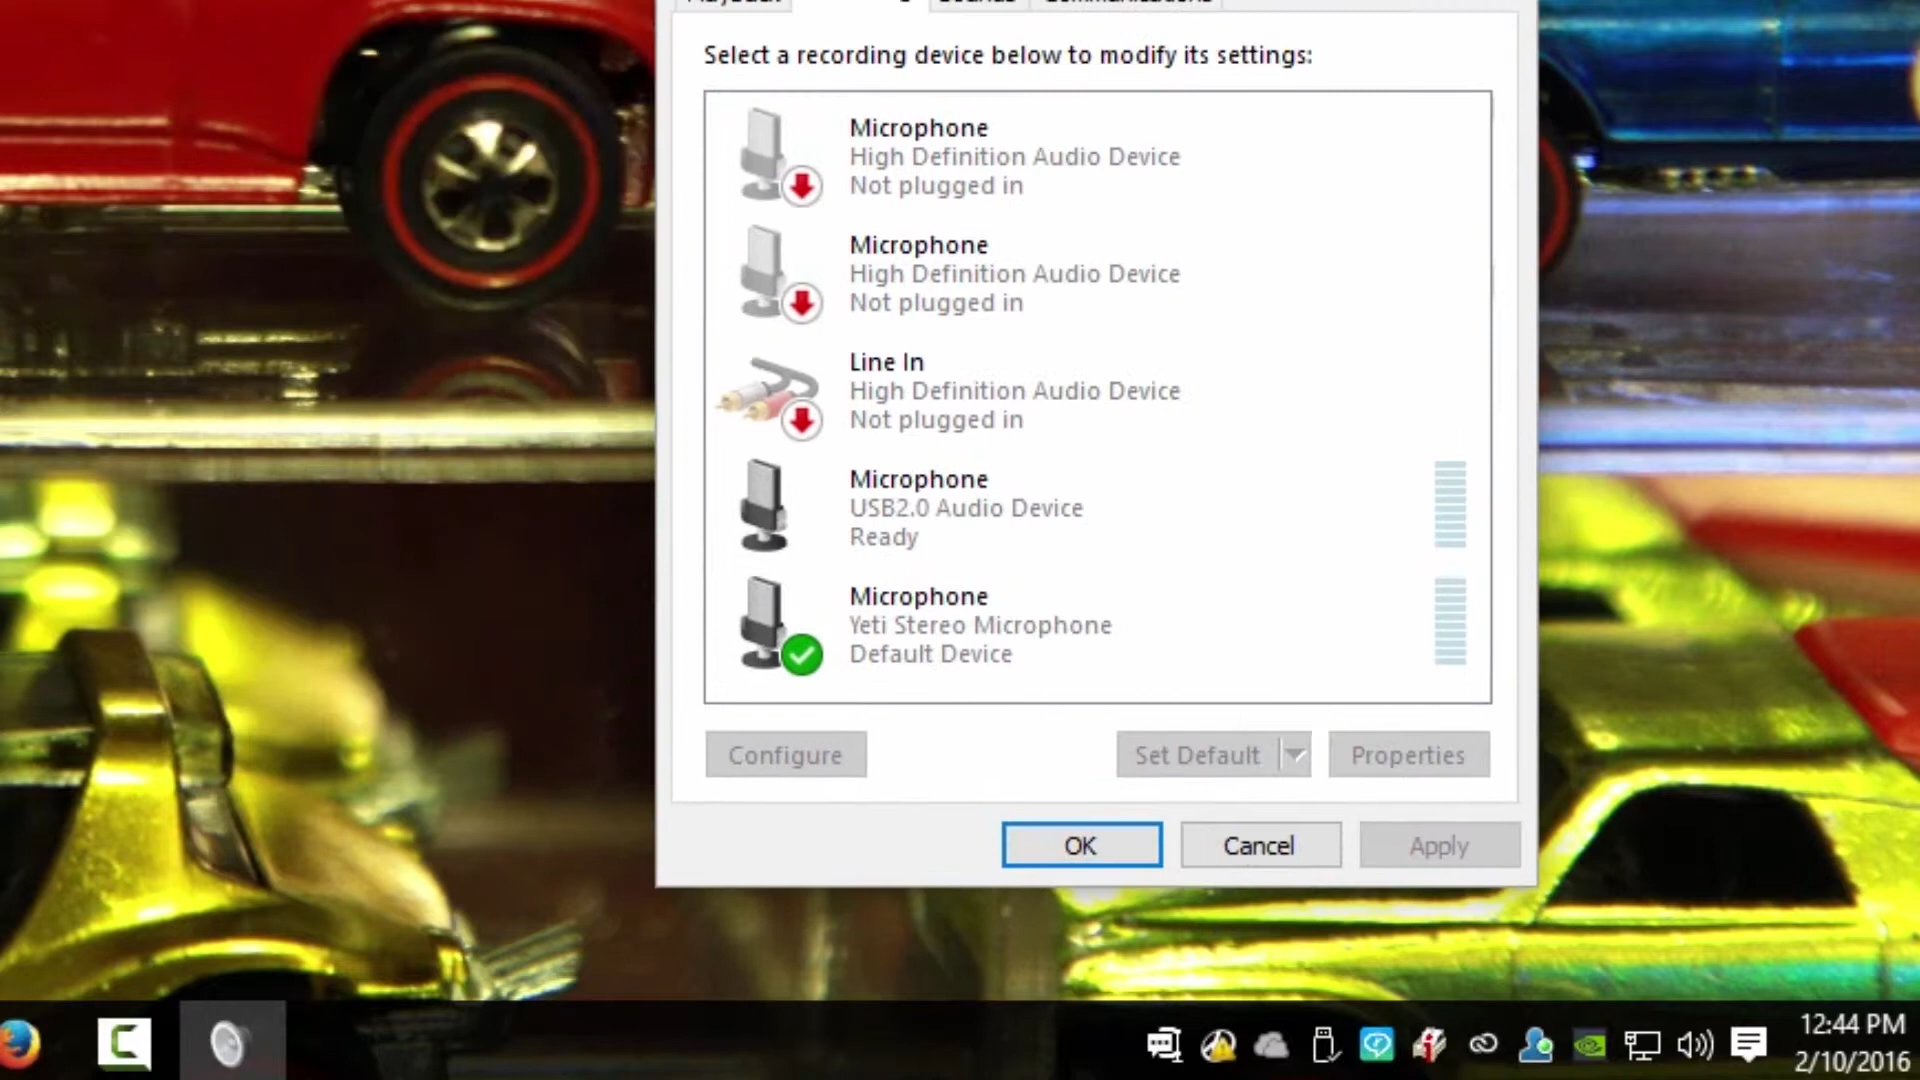 Playback
Sounds
Communications
Select a recording device below to modify its settings:
Microphone
High Definition Audio Device
Not plugged in
Microphone
High Definition Audio Device
Not plugged in
Line In
High Definition Audio Device
Not plugged in
Microphone
USB2.0 Audio Device
Ready
Microphone
Yeti Stereo Microphone
Default Device
Configure
Set Default
Properties
OK
Cancel
Apply
12:44 PM
2/10/2016